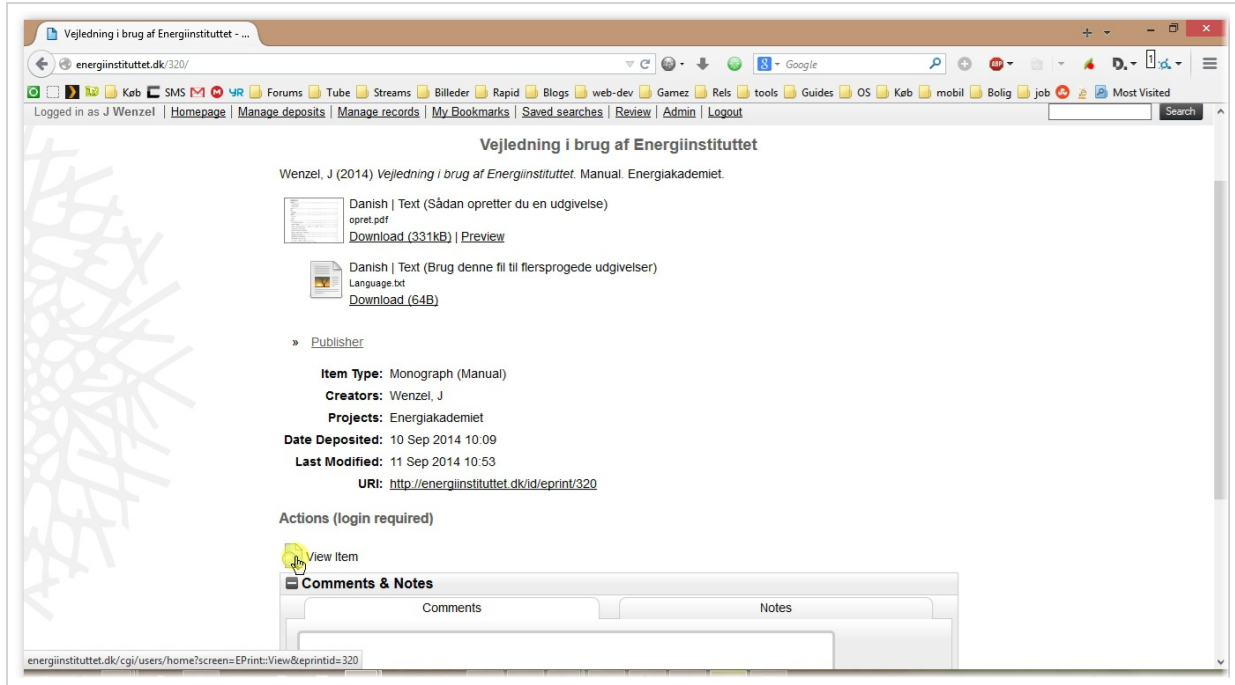 Vejledning i brug af Energiinstituttet - ...
energiinstituttet.dk/320/
Google
Køb SMS YR Forums Tube Streams Billeder Rapid Blogs web-dev Gamez Rels tools Guides OS Køb mobil Bolig job Most Visited
Logged in as J Wenzel | Homepage | Manage deposits | Manage records | My Bookmarks | Saved searches | Review | Admin | Logout Search
Vejledning i brug af Energiinstituttet
Wenzel, J (2014) Vejledning i brug af Energiinstituttet. Manual. Energiakademiet.
Danish | Text (Sådan opretter du en udgivelse)
opret.pdf
Download (331kB) | Preview
Danish | Text (Brug denne fil til flersprogede udgivelser)
Language.txt
Download (64B)
» Publisher
Item Type: Monograph (Manual)
Creators: Wenzel, J
Projects: Energiakademiet
Date Deposited: 10 Sep 2014 10:09
Last Modified: 11 Sep 2014 10:53
URI: http://energiinstituttet.dk/id/eprint/320
Actions (login required)
View Item
Comments & Notes
Comments Notes
energiinstituttet.dk/cgi/users/home?screen=EPrint::View&eprintid=320